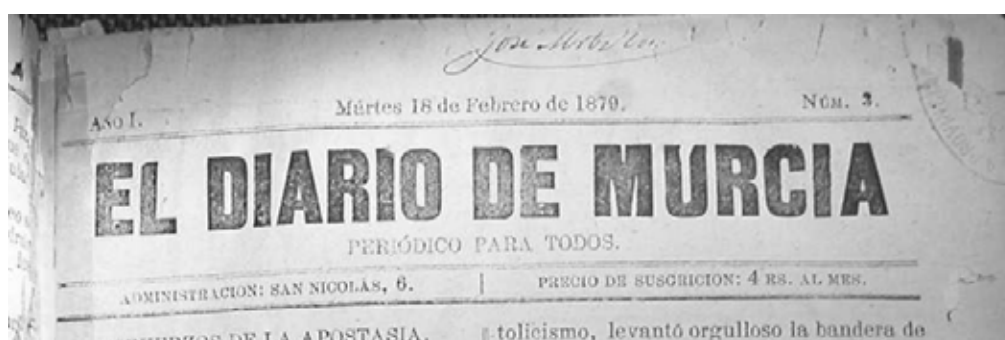 José
AÑO I.
Mártes 18 de Febrero de 1879.
NÚM. 3.
EL DIARIO DE MURCIA
PERIÓDICO PARA TODOS.
ADMINISTRACION: SAN NICOLÁS, 6.
PRECIO DE SUSCRICION: 4 RS. AL MES.
DE LA APOSTASIA.
tolicismo, levantó orgulloso la bandera de